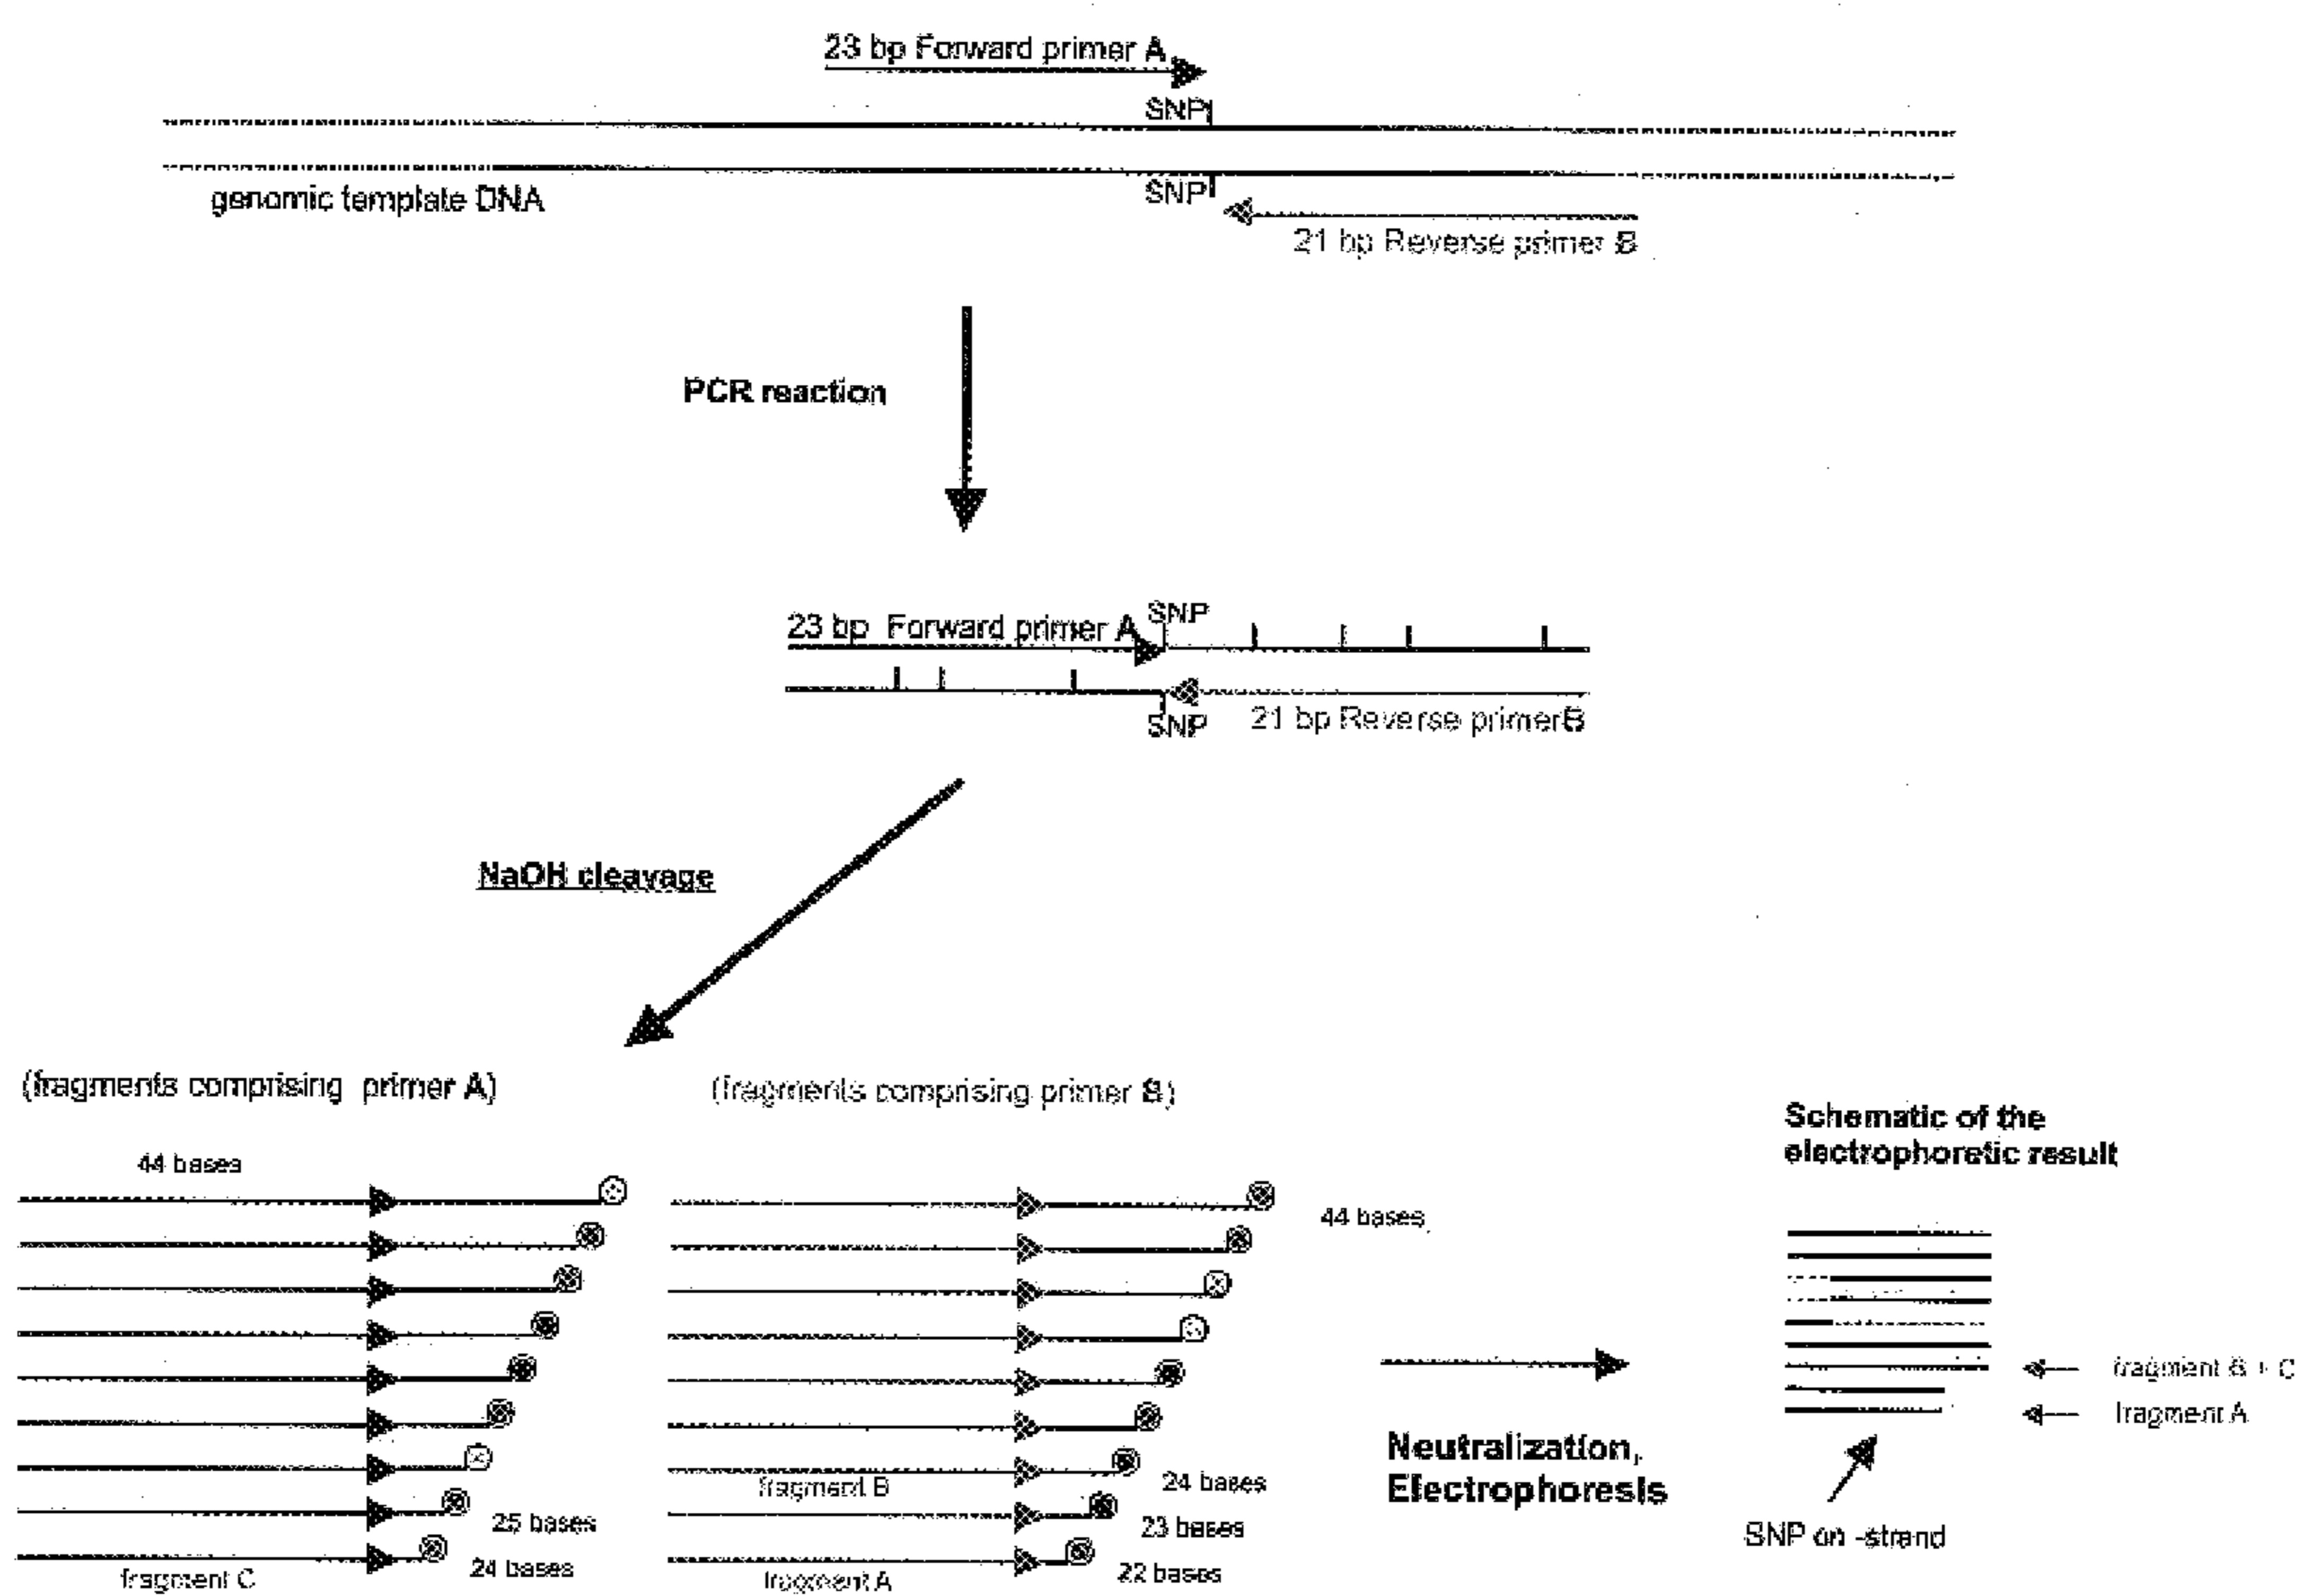 23 bp Forward primer A
SNP
SNP
genomic template DNA
21 bp Reverse primer B
PCR reaction
23 bp Forward primer A
SNP
SNP
21 bp Reverse primerB
NaOH cleavage
(fragments comprising primer A)
(fragments comprising primer B)
Schematic of the
electrophoretic result
44 bases
44 bases
fragment B + C
fragment A
Neutralization,
Electrophoresis
fragment B
24 bases
25 bases
23 bases
SNP on -strand
fragment C
24 bases
fragment A
22 bases